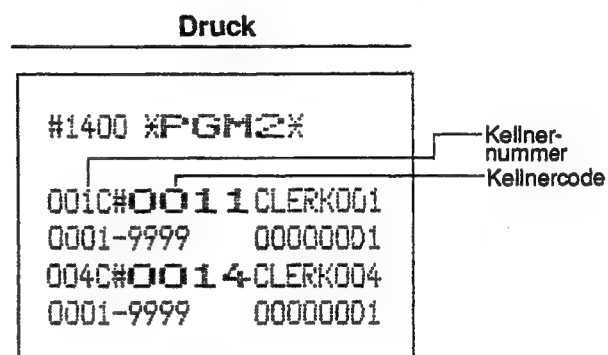 Druck
#1400 *PGM2*
Kellner-
nummer
Kellnercode
001C#0011CLERK001
0001-9999 00000001
004C#0014CLERK004
0001-9999 00000001